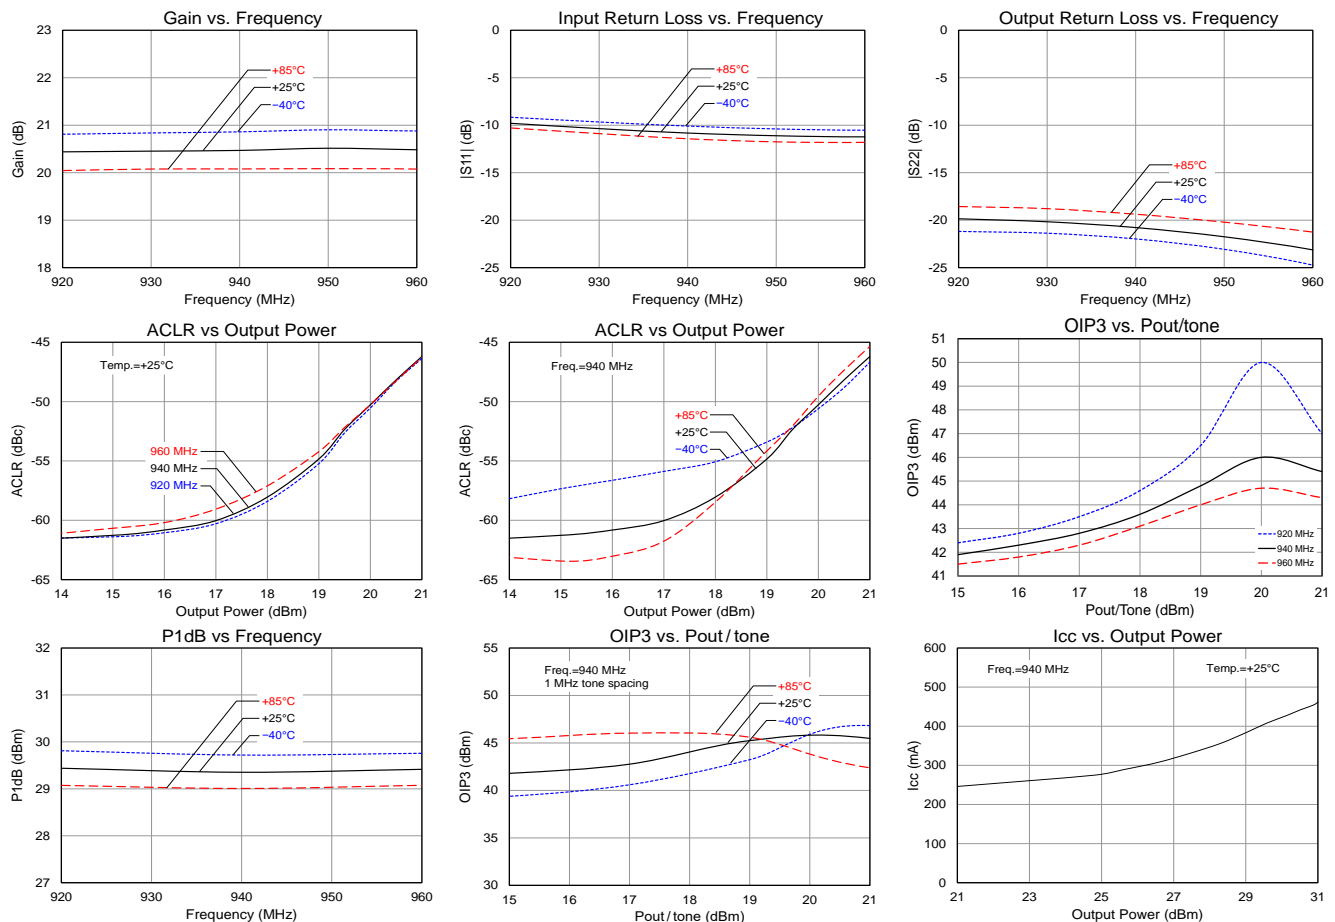 Gain vs. Frequency
23
22
21
20
19
18
Gain (dB)
+85°C
+25°C
−40°C
920
930
940
950
960
Frequency (MHz)
Input Return Loss vs. Frequency
0
-5
-10
-15
-20
-25
|S11| (dB)
+85°C
+25°C
−40°C
920
930
940
950
960
Frequency (MHz)
Output Return Loss vs. Frequency
0
-5
-10
-15
-20
-25
|S22| (dB)
+85°C
+25°C
−40°C
920
930
940
950
960
Frequency (MHz)
ACLR vs Output Power
-45
-50
-55
-60
-65
ACLR (dBc)
Temp.=+25°C
960 MHz
940 MHz
920 MHz
14
15
16
17
18
19
20
21
Output Power (dBm)
ACLR vs Output Power
-45
-50
-55
-60
-65
ACLR (dBc)
Freq.=940 MHz
+85°C
+25°C
−40°C
14
15
16
17
18
19
20
21
Output Power (dBm)
OIP3 vs. Pout/tone
51
50
49
48
47
46
45
44
43
42
41
OIP3 (dBm)
920 MHz
940 MHz
960 MHz
15
16
17
18
19
20
21
Pout/Tone (dBm)
P1dB vs Frequency
32
31
30
29
28
27
P1dB (dBm)
+85°C
+25°C
−40°C
920
930
940
950
960
Frequency (MHz)
OIP3 vs. Pout / tone
55
50
45
40
35
30
OIP3 (dBm)
Freq.=940 MHz
1 MHz tone spacing
+85°C
+25°C
−40°C
15
16
17
18
19
20
21
Pout / tone (dBm)
Icc vs. Output Power
600
500
400
300
200
100
0
Icc (mA)
Freq.=940 MHz
Temp.=+25°C
21
23
25
27
29
31
Output Power (dBm)